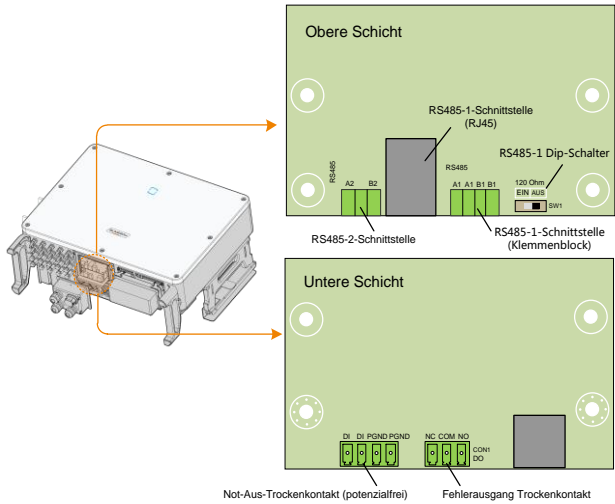 Obere Schicht
RS485-1-Schnittstelle
(RJ45)
RS485
RS485
RS485-1 Dip-Schalter
A2 B2
A1 A1 B1 B1
120 Ohm
EIN AUS
SW1
RS485-2-Schnittstelle
RS485-1-Schnittstelle
(Klemmenblock)
Untere Schicht
DI DI PGND PGND
NC COM NO
CON1
DO
Not-Aus-Trockenkontakt (potenzialfrei)
Fehlerausgang Trockenkontakt